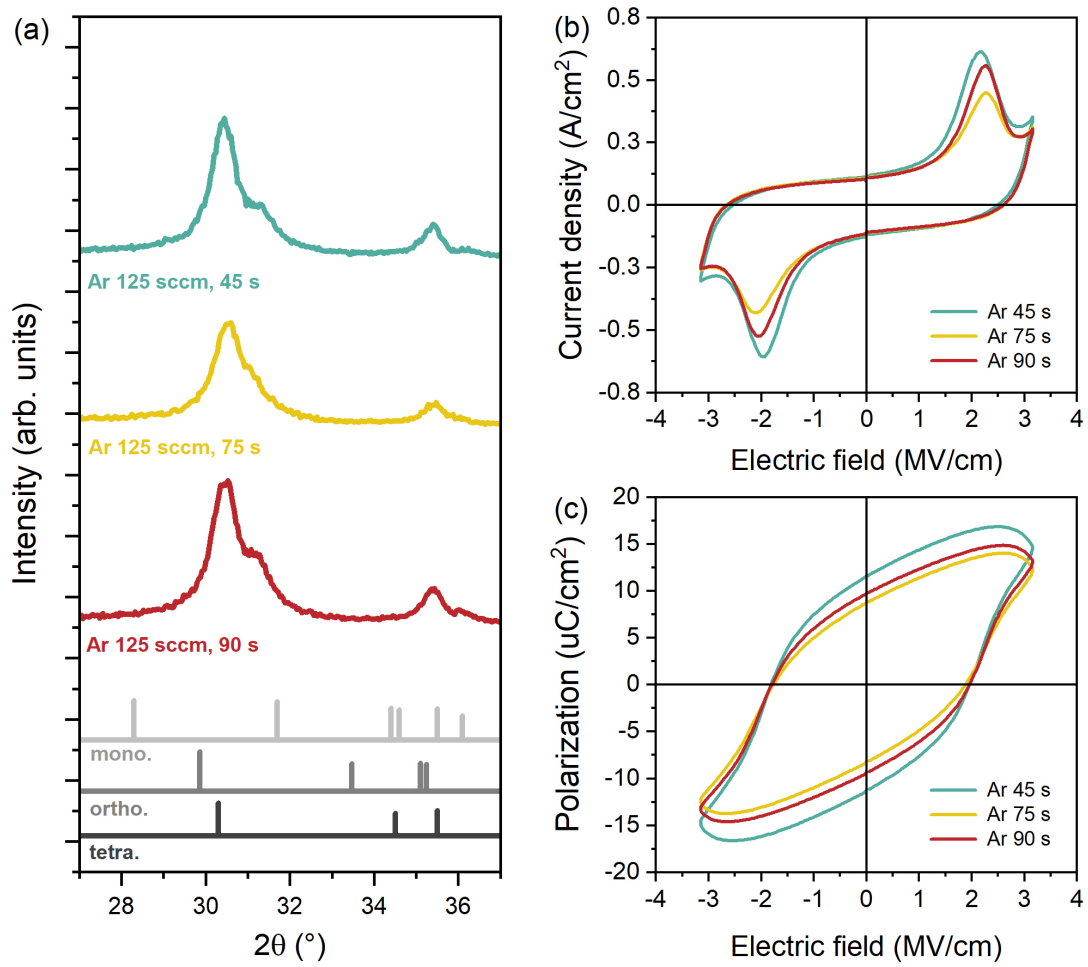 (a)
Intensity (arb. units)
Ar 125 sccm, 45 s
Ar 125 sccm, 75 s
Ar 125 sccm, 90 s
mono.
ortho.
tetra.
28 30 32 34 36
2θ (°)
(b)
Current density (A/cm²)
0.8
0.5
0.3
0.0
-0.3
-0.5
-0.8
Ar 45 s
Ar 75 s
Ar 90 s
-4 -3 -2 -1 0 1 2 3 4
Electric field (MV/cm)
(c)
Polarization (uC/cm²)
20
15
10
5
0
-5
-10
-15
-20
Ar 45 s
Ar 75 s
Ar 90 s
-4 -3 -2 -1 0 1 2 3 4
Electric field (MV/cm)